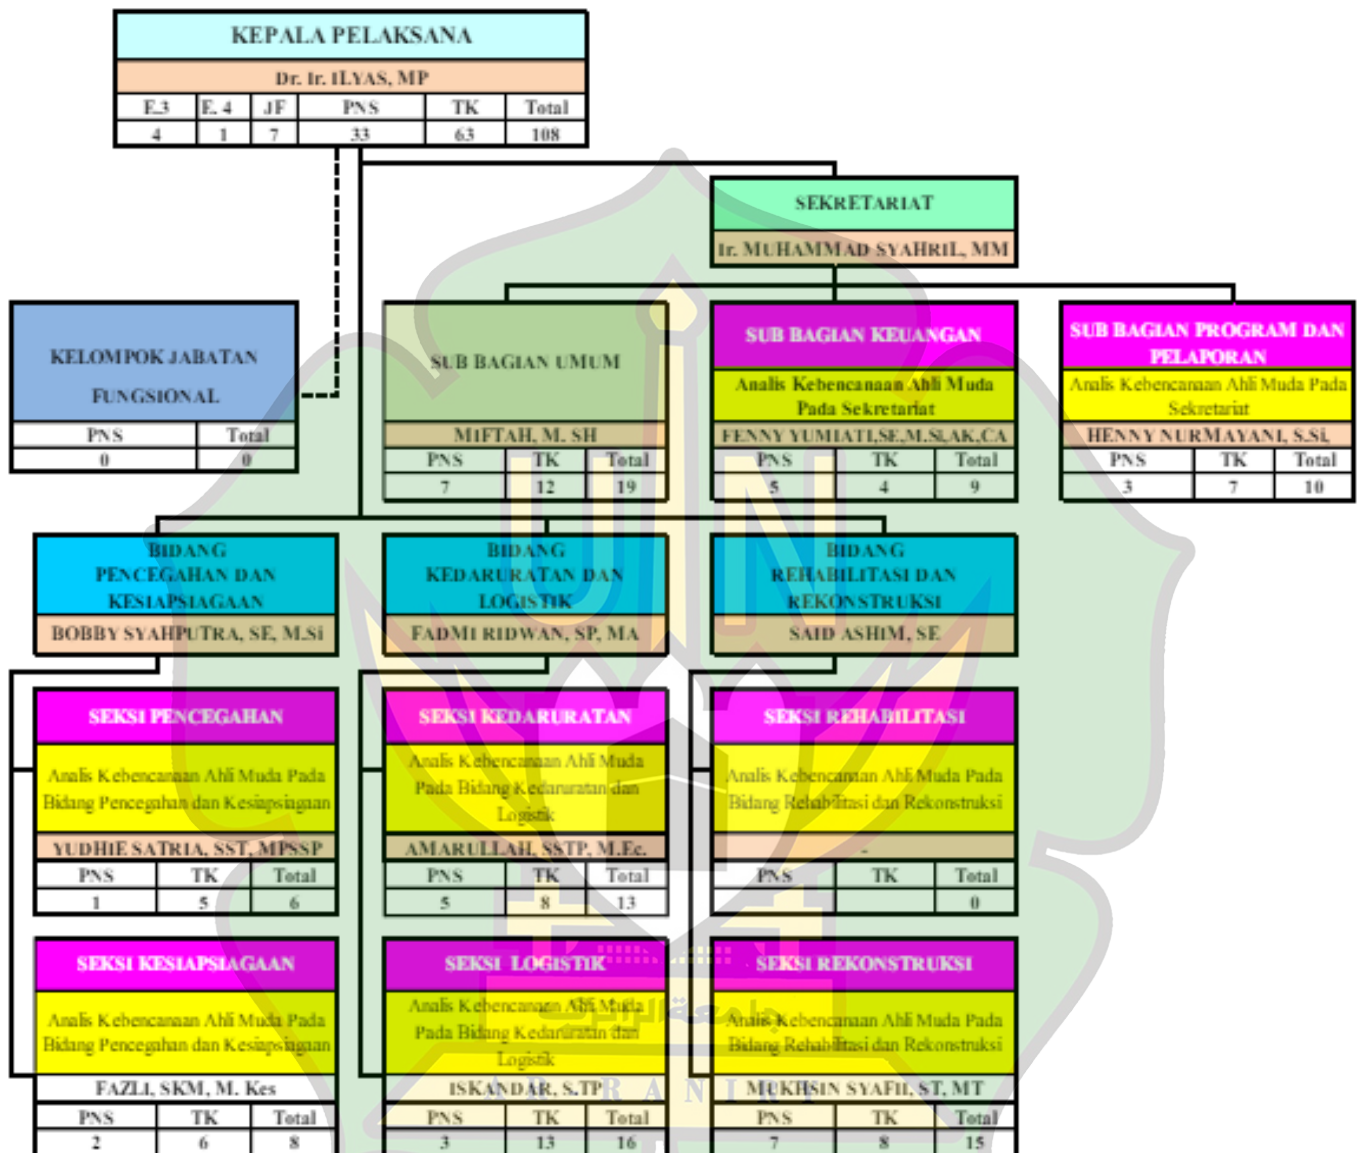 KEPALA PELAKSANA
Dr. Ir. ILYAS, MP
E.3 E. 4 JF PNS TK Total
4 1 7 33 63 108
SEKRETARIAT
Ir. MUHAMMAD SYAHRIL, MM
KELOMPOK JABATAN
FUNGSIONAL
PNS Total
0 0
SUB BAGIAN UMUM
MIFTAH, M. SH
PNS TK Total
7 12 19
SUB BAGIAN KEUANGAN
Analis Kebencanaan Ahli Muda
Pada Sekretariat
FENNY YUMIATI,SE,M.Si,AK,CA
PNS TK Total
5 4 9
SUB BAGIAN PROGRAM DAN
PELAPORAN
Analis Kebencanaan Ahli Muda Pada
Sekretariat
HENNY NURMAYANI, S.Si,
PNS TK Total
3 7 10
BIDANG
PENCEGAHAN DAN
KESIAPSIAGAAN
BOBBY SYAHPUTRA, SE, M.Si
BIDANG
KEDARURATAN DAN
LOGISTIK
FADMI RIDWAN, SP, MA
BIDANG
REHABILITASI DAN
REKONSTRUKSI
SAID ASHIM, SE
SEKSI PENCEGAHAN
Analis Kebencanaan Ahli Muda Pada
Bidang Pencegahan dan Kesiapsiagaan
YUDHIE SATRIA, SST, MPSSP
PNS TK Total
1 5 6
SEKSI KEDARURATAN
Analis Kebencanaan Ahli Muda
Pada Bidang Kedaruratan dan
Logistik
AMARULLAH, SSTP, M.Ec.
PNS TK Total
5 8 13
SEKSI REHABILITASI
Analis Kebencanaan Ahli Muda Pada
Bidang Rehabilitasi dan Rekonstruksi
-
PNS TK Total
0
SEKSI KESIAPSIAGAAN
Analis Kebencanaan Ahli Muda Pada
Bidang Pencegahan dan Kesiapsiagaan
FAZLI, SKM, M. Kes
PNS TK Total
2 6 8
SEKSI LOGISTIK
Analis Kebencanaan Ahli Muda
Pada Bidang Kedaruratan dan
Logistik
ISKANDAR, S.TP
PNS TK Total
3 13 16
SEKSI REKONSTRUKSI
Analis Kebencanaan Ahli Muda Pada
Bidang Rehabilitasi dan Rekonstruksi
MUKHSIN SYAFII, ST, MT
PNS TK Total
7 8 15
UIN
جامعة الرانري
AR - RANIRY